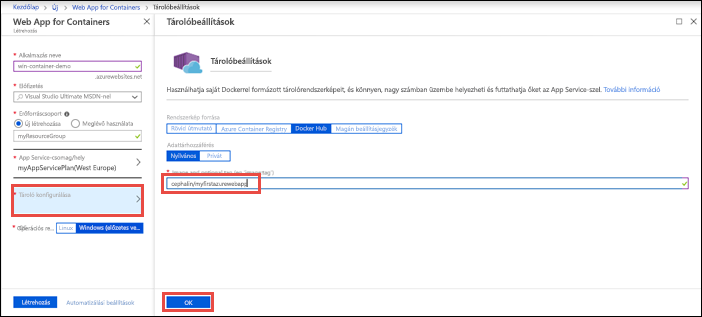 Kezdőlap > Új > Web App for Containers > Tárolóbeállítások
Web App for Containers
Létrehozás
* Alkalmazás neve
win-container-demo
.azurewebsites.net
* Előfizetés
Visual Studio Ultimate MSDN-nel
* Erőforráscsoport
Új létrehozása
Meglévő használata
myResourceGroup
* App Service-csomag/hely
myAppServicePlan(West Europe)
* Tároló konfigurálása
Operációs re...
Linux
Windows (előzetes ve...
Létrehozás
Automatizálási beállítások
Tárolóbeállítások
Tárolóbeállítások
Használhatja saját Dockerrel formázott tárolórendszerképeit, és könnyen, nagy számban üzembe helyezheti és futtathatja őket az App Service-szel. További információ
Rendszerkép forrása
Rövid útmutató
Azure Container Registry
Docker Hub
Magán beállításjegyzék
Adattárhozzáférés
Nyilvános
Privát
cephalin/myfirstazurewebapp
OK